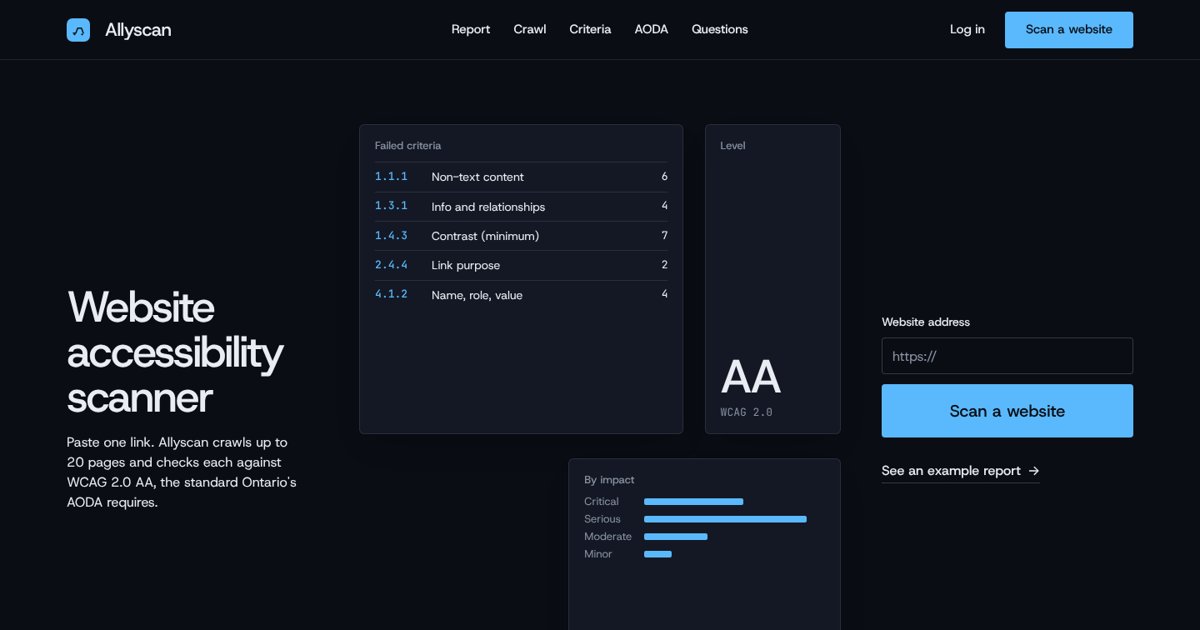 Allyscan
Report
Crawl
Criteria
AODA
Questions
Log in
Scan a website
Website
accessibility
scanner
Paste one link. Allyscan crawls up to
20 pages and checks each against
WCAG 2.0 AA, the standard Ontario's
AODA requires.
Failed criteria
1.1.1 Non-text content 6
1.3.1 Info and relationships 4
1.4.3 Contrast (minimum) 7
2.4.4 Link purpose 2
4.1.2 Name, role, value 4
Level
AA
WCAG 2.0
By impact
Critical
Serious
Moderate
Minor
Website address
https://
Scan a website
See an example report →